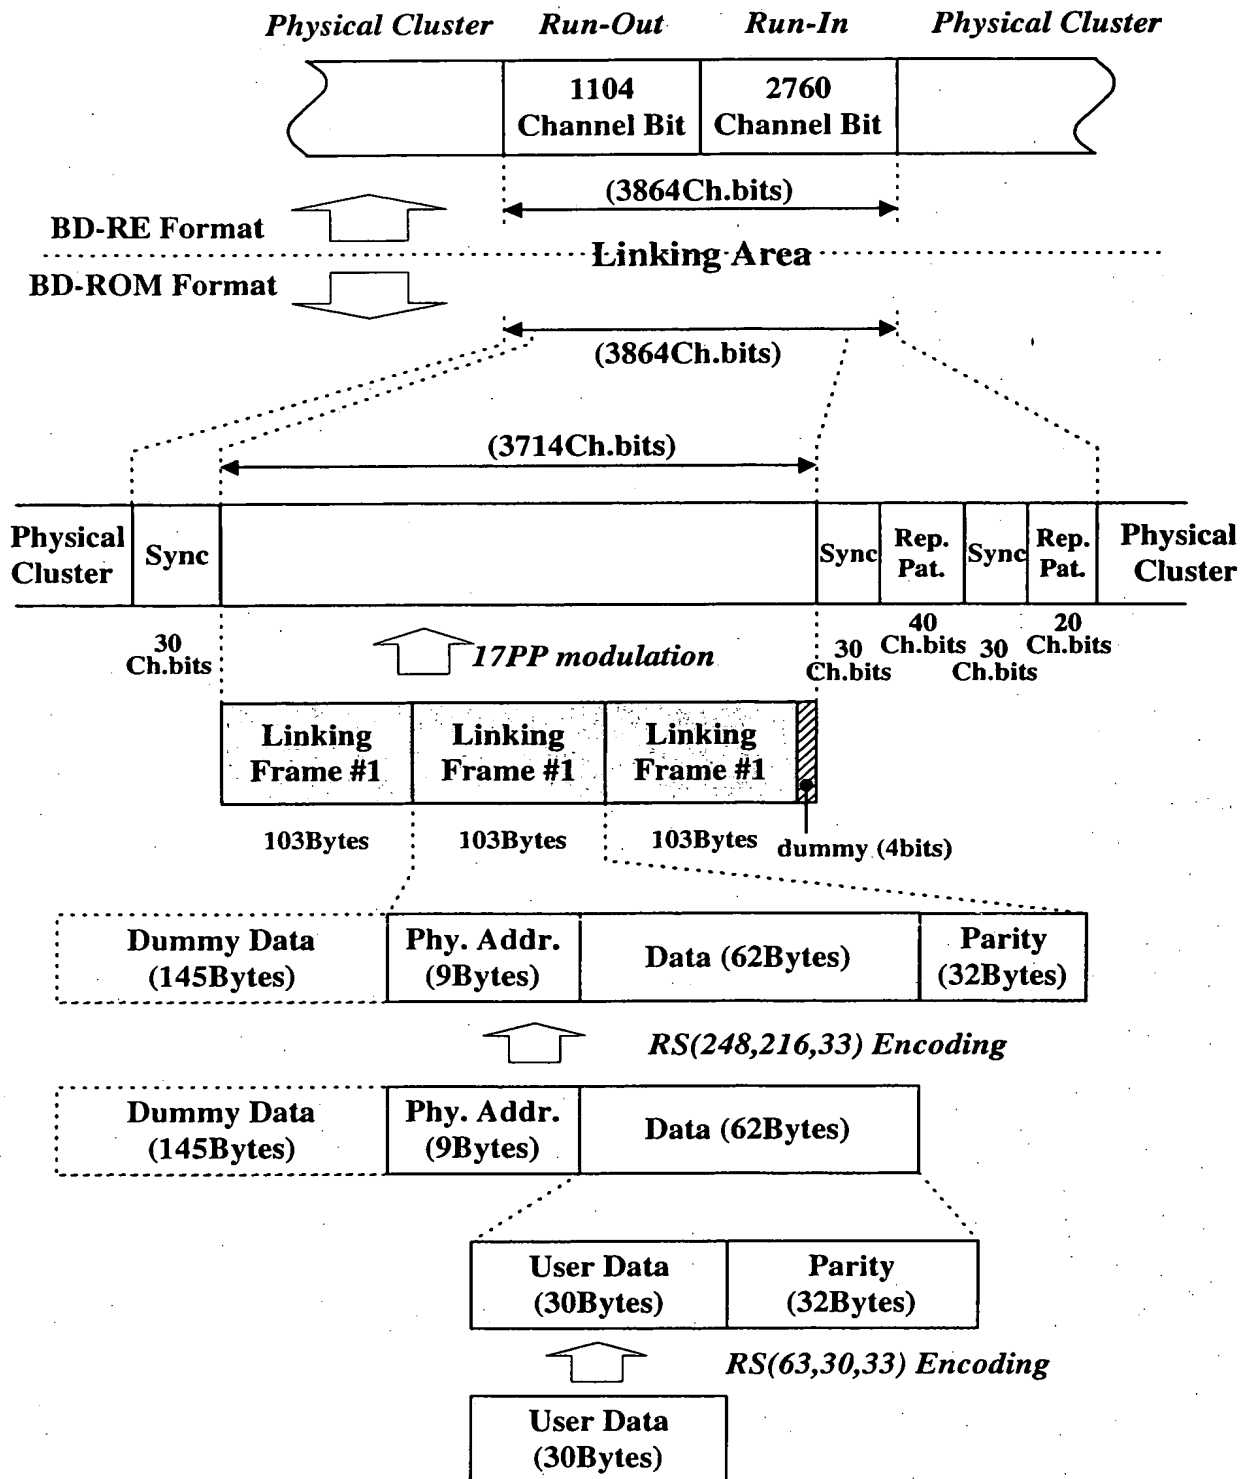 Physical Cluster Run-Out Run-In Physical Cluster
1104 Channel Bit
2760 Channel Bit
(3864Ch.bits)
BD-RE Format
Linking Area
BD-ROM Format
(3864Ch.bits)
(3714Ch.bits)
Physical Cluster
Sync
Sync
Rep. Pat.
Sync
Rep. Pat.
Physical Cluster
30 Ch.bits
17PP modulation
30 Ch.bits
40 Ch.bits
30 Ch.bits
20 Ch.bits
Linking Frame #1
Linking Frame #1
Linking Frame #1
103Bytes
103Bytes
103Bytes
dummy (4bits)
Dummy Data (145Bytes)
Phy. Addr. (9Bytes)
Data (62Bytes)
Parity (32Bytes)
RS(248,216,33) Encoding
Dummy Data (145Bytes)
Phy. Addr. (9Bytes)
Data (62Bytes)
User Data (30Bytes)
Parity (32Bytes)
RS(63,30,33) Encoding
User Data (30Bytes)